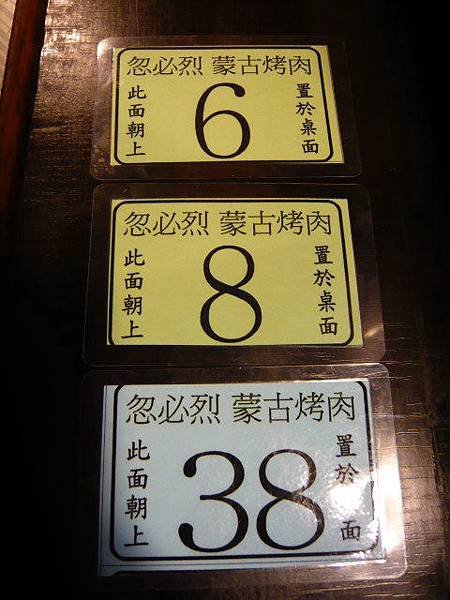 忽必烈 蒙古烤肉
此面朝上
6
置於桌面
忽必烈 蒙古烤肉
此面朝上
8
置於桌面
忽必烈 蒙古烤肉
此面朝上
38
置於 面